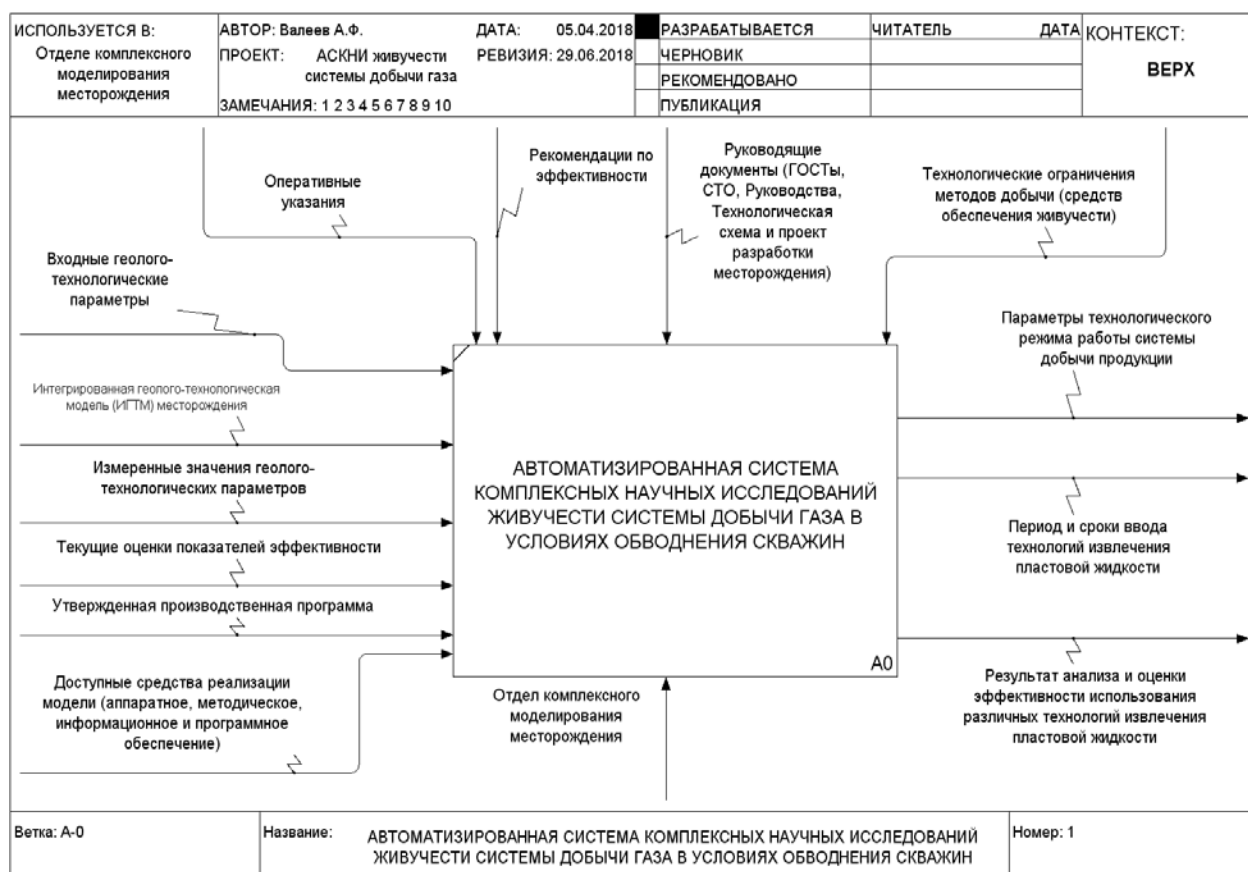 ИСПОЛЬЗУЕТСЯ В:
Отделе комплексного
моделирования
месторождения
АВТОР: Валеев А.Ф.
ДАТА: 05.04.2018
ПРОЕКТ: АСКНИ живучести
системы добычи газа
РЕВИЗИЯ: 29.06.2018
ЗАМЕЧАНИЯ: 1 2 3 4 5 6 7 8 9 10
РАЗРАБАТЫВАЕТСЯ
ЧЕРНОВИК
РЕКОМЕНДОВАНО
ПУБЛИКАЦИЯ
ЧИТАТЕЛЬ
ДАТА
КОНТЕКСТ:
ВЕРХ
Оперативные
указания
Рекомендации по
эффективности
Руководящие
документы (ГОСТы,
СТО, Руководства,
Технологическая
схема и проект
разработки
месторождения)
Технологические ограничения
методов добычи (средств
обеспечения живучести)
Входные геолого-
технологические
параметры
Интегрированная геолого-технологическая
модель (ИГТМ) месторождения
Измеренные значения геолого-
технологических параметров
Текущие оценки показателей эффективности
Утвержденная производственная программа
Доступные средства реализации
модели (аппаратное, методическое,
информационное и программное
обеспечение)
АВТОМАТИЗИРОВАННАЯ СИСТЕМА
КОМПЛЕКСНЫХ НАУЧНЫХ ИССЛЕДОВАНИЙ
ЖИВУЧЕСТИ СИСТЕМЫ ДОБЫЧИ ГАЗА В
УСЛОВИЯХ ОБВОДНЕНИЯ СКВАЖИН
A0
Отдел комплексного
моделирования
месторождения
Параметры технологического
режима работы системы
добычи продукции
Период и сроки ввода
технологий извлечения
пластовой жидкости
Результат анализа и оценки
эффективности использования
различных технологий извлечения
пластовой жидкости
Ветка: A-0
Название: АВТОМАТИЗИРОВАННАЯ СИСТЕМА КОМПЛЕКСНЫХ НАУЧНЫХ ИССЛЕДОВАНИЙ
ЖИВУЧЕСТИ СИСТЕМЫ ДОБЫЧИ ГАЗА В УСЛОВИЯХ ОБВОДНЕНИЯ СКВАЖИН
Номер: 1